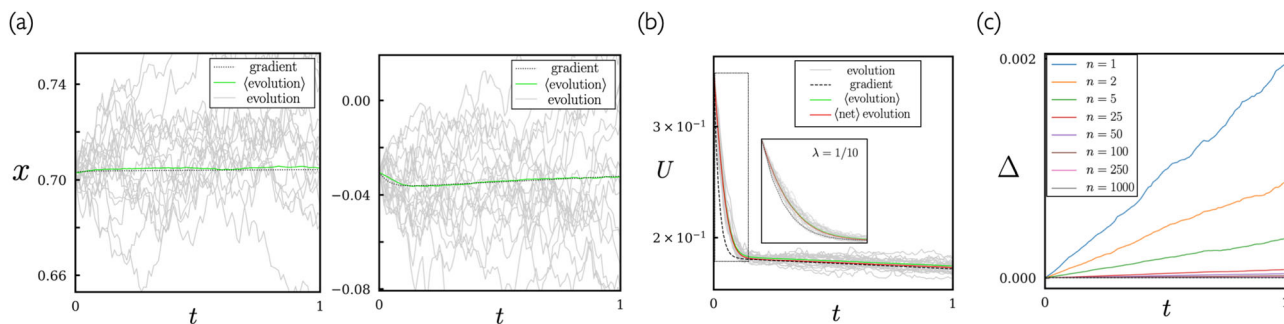 (a)
0.74
0.70
0.66
x
0
t
1
gradient
⟨evolution⟩
evolution
0.00
−0.04
−0.08
0
t
1
gradient
⟨evolution⟩
evolution
(b)
3 × 10⁻¹
U
2 × 10⁻¹
evolution
gradient
⟨evolution⟩
⟨net⟩ evolution
λ = 1/10
0
t
1
(c)
0.002
Δ
0.000
n = 1
n = 2
n = 5
n = 25
n = 50
n = 100
n = 250
n = 1000
0
t
1